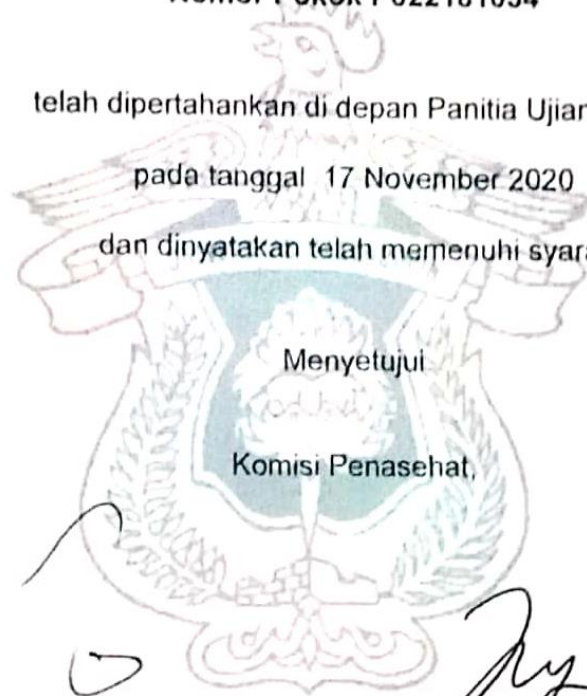 telah dipertahankan di depan Panitia Ujian
pada tanggal 17 November 2020
dan dinyatakan telah memenuhi syara
Menyetujui
Komisi Penasehat,